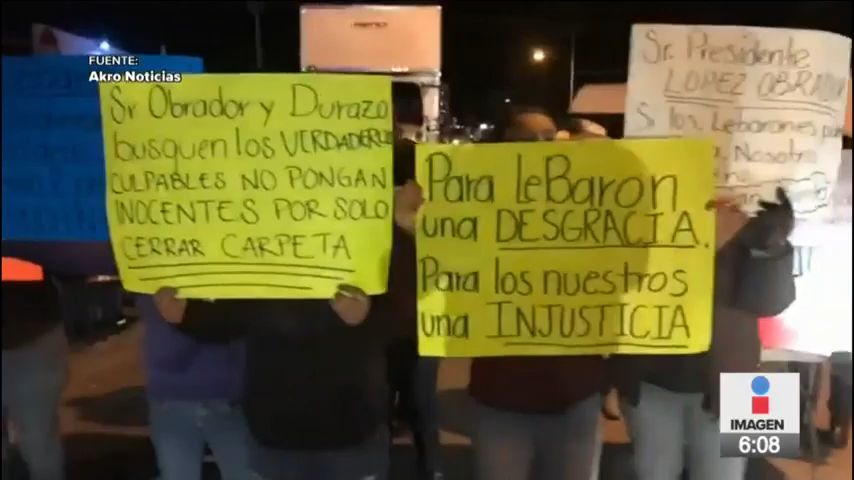 FUENTE:
Akro Noticias
Sr Obrador y Durazo
busquen los VERDADEROS
CULPABLES NO PONGAN
INOCENTES POR SOLO
CERRAR CARPETA
Para LeBaron
una DESGRACIA.
Para los nuestros
una INJUSTICIA
Sr. Presidente
LOPEZ OBRADOR
los Lebarones
Nosotro
IMAGEN
6:08